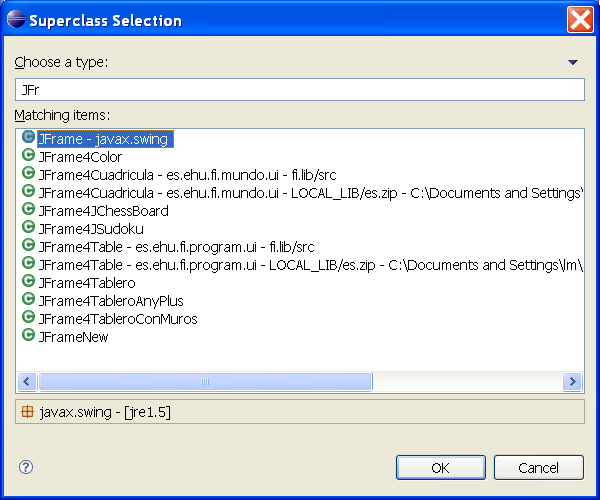 Superclass Selection
Choose a type:
JFr
Matching items:
JFrame - javax.swing
JFrame4Color
JFrame4Cuadricula - es.ehu.fi.mundo.ui - fi.lib/src
JFrame4Cuadricula - es.ehu.fi.mundo.ui - LOCAL_LIB/es.zip - C:\Documents and Settings\
JFrame4JChessBoard
JFrame4JSudoku
JFrame4Table - es.ehu.fi.program.ui - fi.lib/src
JFrame4Table - es.ehu.fi.program.ui - LOCAL_LIB/es.zip - C:\Documents and Settings\lm\
JFrame4Tablero
JFrame4TableroAnyPlus
JFrame4TableroConMuros
JFrameNew
javax.swing - [jre1.5]
OK Cancel